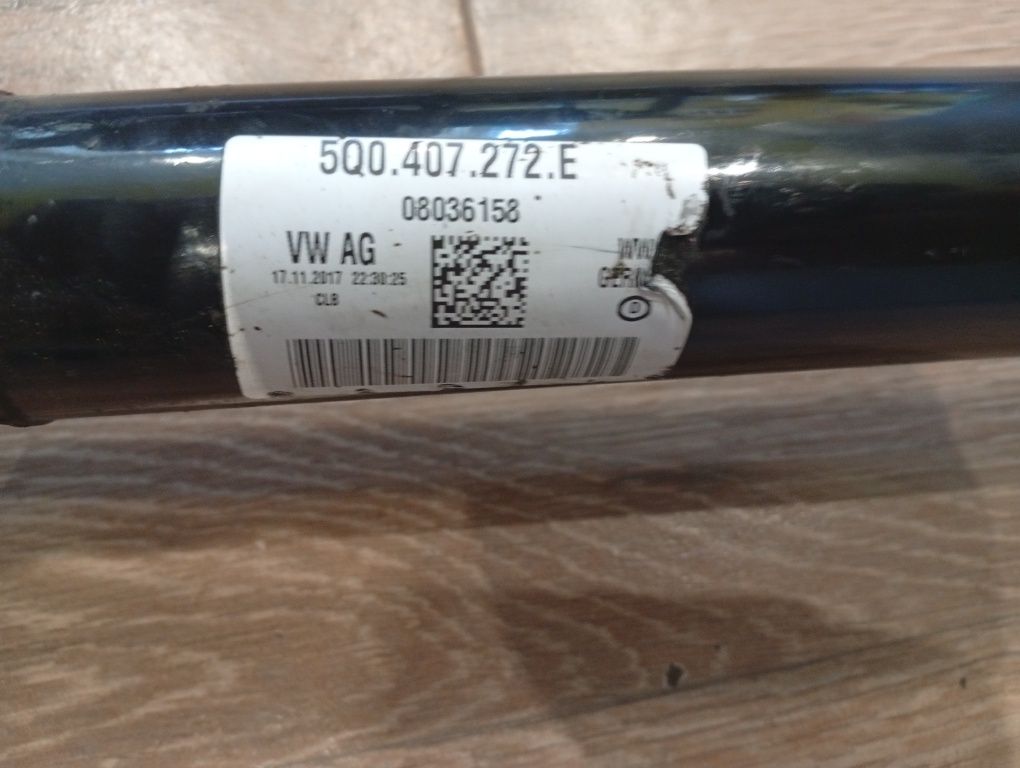 5Q0.407.272.E
08036158
VW AG
17.11.2017 22:30:25
CLB
D